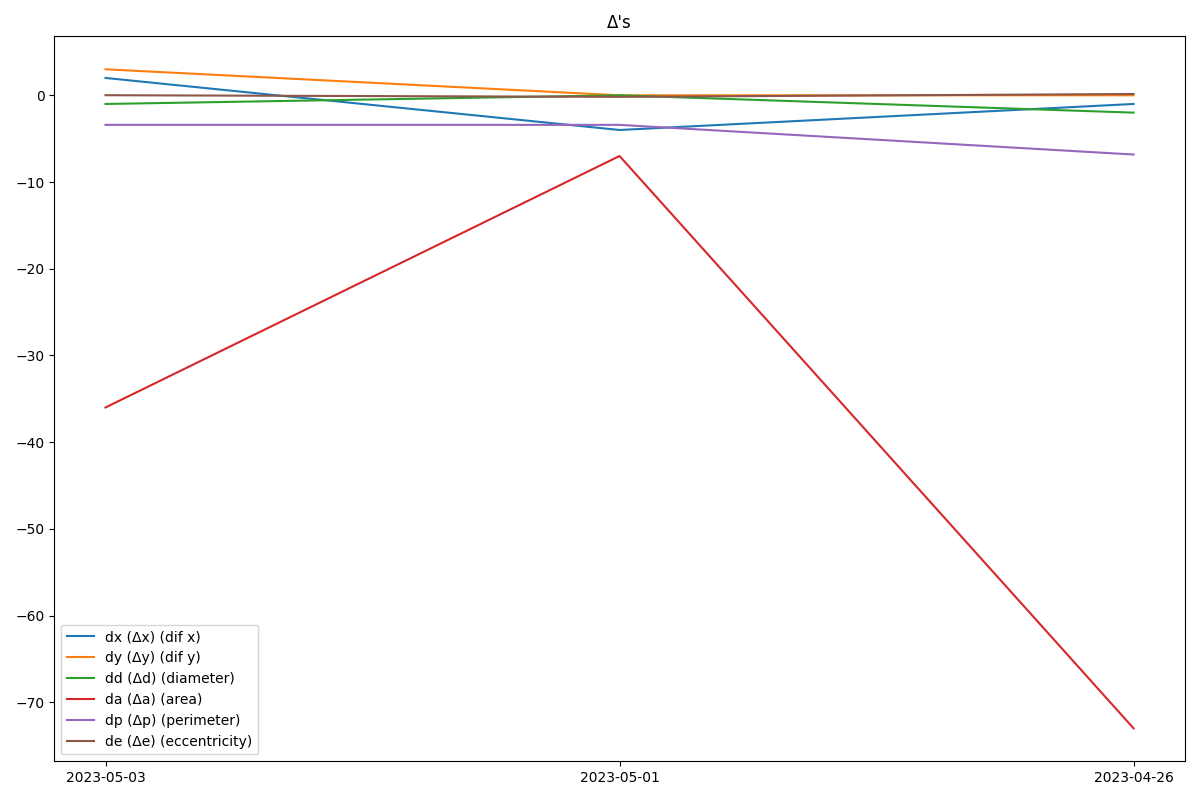 Δ's
0
−10
−20
−30
−40
−50
−60
−70
dx (Δx) (dif x)
dy (Δy) (dif y)
dd (Δd) (diameter)
da (Δa) (area)
dp (Δp) (perimeter)
de (Δe) (eccentricity)
2023-05-03 2023-05-01 2023-04-26